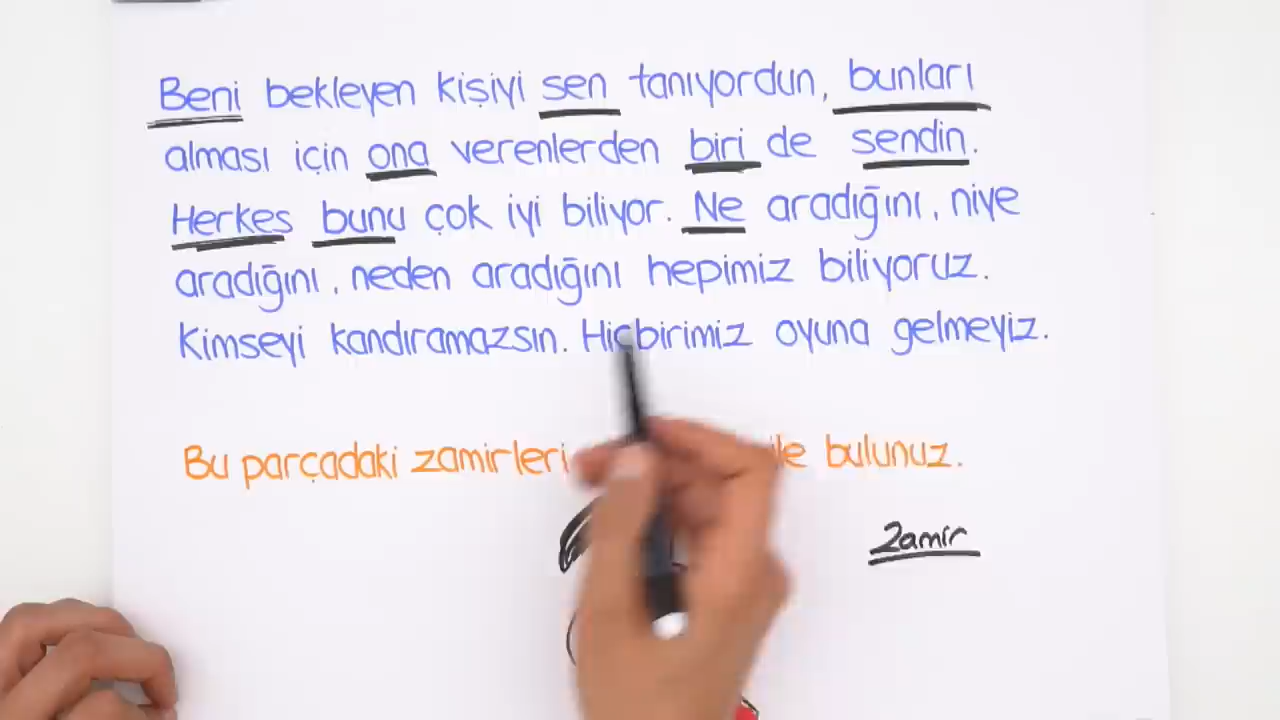 Beni bekleyen kişiyi sen tanıyordun, bunları
alması için ona verenlerden biri de sendin.
Herkes bunu çok iyi biliyor. Ne aradığını, niye
aradığını, neden aradığını hepimiz biliyoruz.
Kimseyi kandıramazsın. Hiçbirimiz oyuna gelmeyiz.
Bu parçadaki zamirleri ile bulunuz.
Zamir